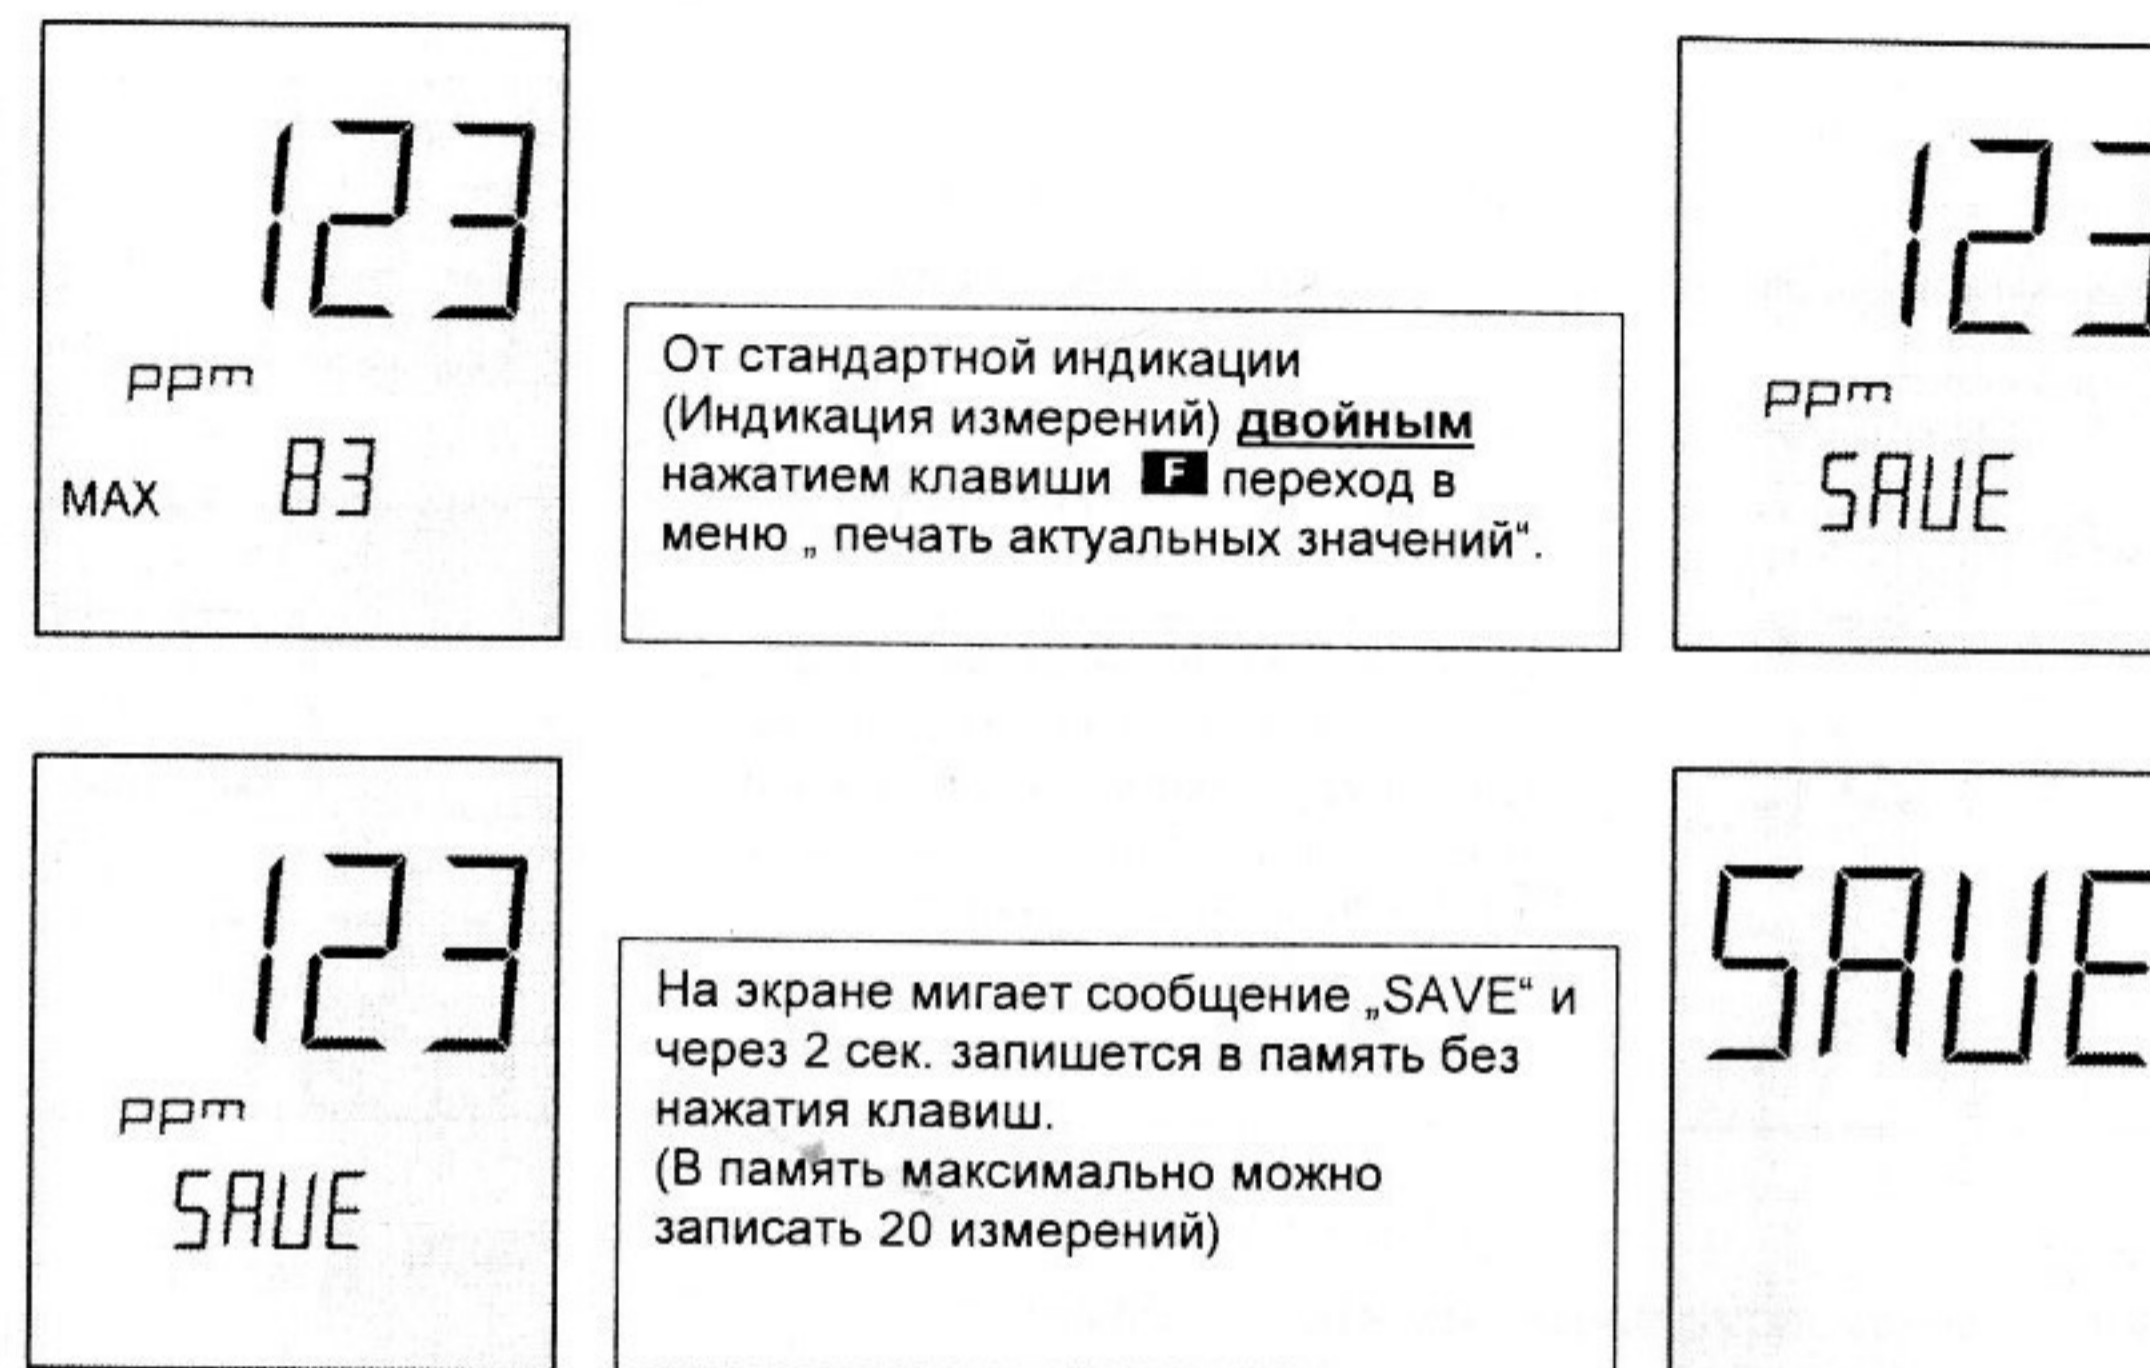 123
ppm
MAX 83
От стандартной индикации
(Индикация измерений) двойным
нажатием клавиши F переход в
меню „ печать актуальных значений“.
123
ppm
SAVE
123
ppm
SAVE
На экране мигает сообщение „SAVE“ и
через 2 сек. запишется в память без
нажатия клавиш.
(В память максимально можно
записать 20 измерений)
SAVE